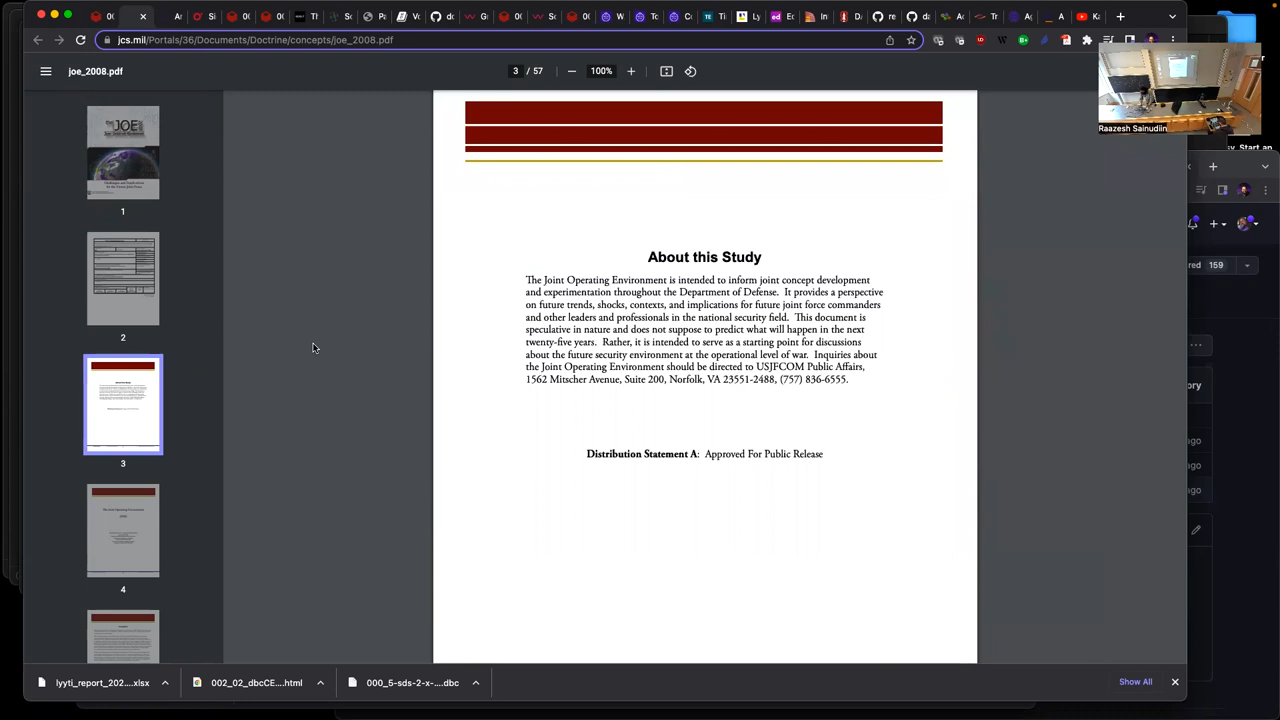 jcs.mil/Portals/36/Documents/Doctrine/concepts/joe_2008.pdf
joe_2008.pdf
3 / 57
100%
Raazesh Sainudiin
1
2
3
4
About this Study
The Joint Operating Environment is intended to inform joint concept development
and experimentation throughout the Department of Defense. It provides a perspective
on future trends, shocks, contexts, and implications for future joint force commanders
and other leaders and professionals in the national security field. This document is
speculative in nature and does not suppose to predict what will happen in the next
twenty-five years. Rather, it is intended to serve as a starting point for discussions
about the future security environment at the operational level of war. Inquiries about
the Joint Operating Environment should be directed to USJFCOM Public Affairs,
1562 Mitscher Avenue, Suite 200, Norfolk, VA 23551-2488, (757) 836-6555.
Distribution Statement A: Approved For Public Release
159
ago
ago
ago
lyyti_report_202....xlsx
002_02_dbcCE....html
000_5-sds-2-x-....dbc
Show All